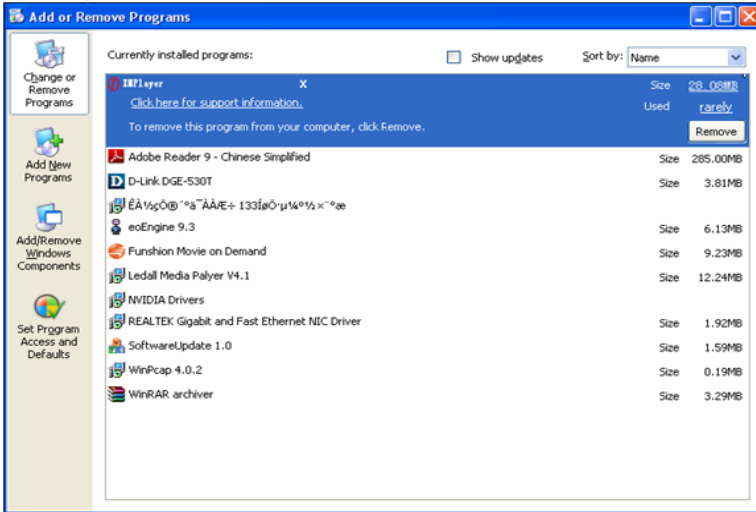 Add or Remove Programs
Change or
Remove
Programs
Add New
Programs
Add/Remove
Windows
Components
Set Program
Access and
Defaults
Currently installed programs:
Show updates
Sort by: Name
X
Size 28.08MB
Click here for support information.
Used rarely
To remove this program from your computer, click Remove.
Remove
Adobe Reader 9 - Chinese Simplified Size 285.00MB
D-Link DGE-530T Size 3.81MB
eoEngine 9.3 Size 6.13MB
Funshion Movie on Demand Size 9.23MB
Ledall Media Palyer V4.1 Size 12.24MB
NVIDIA Drivers
REALTEK Gigabit and Fast Ethernet NIC Driver Size 1.92MB
SoftwareUpdate 1.0 Size 1.59MB
WinPcap 4.0.2 Size 0.19MB
WinRAR archiver Size 3.29MB